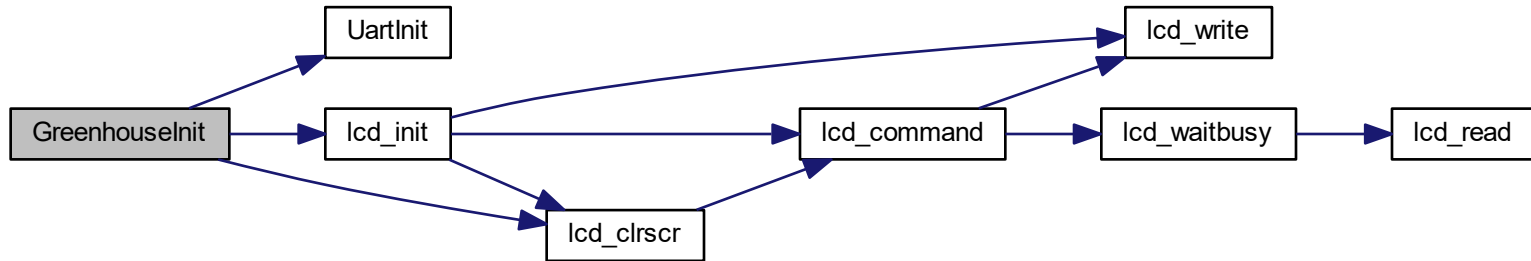 UartInit
lcd_write
GreenhouseInit
lcd_init
lcd_command
lcd_waitbusy
lcd_read
lcd_clrscr